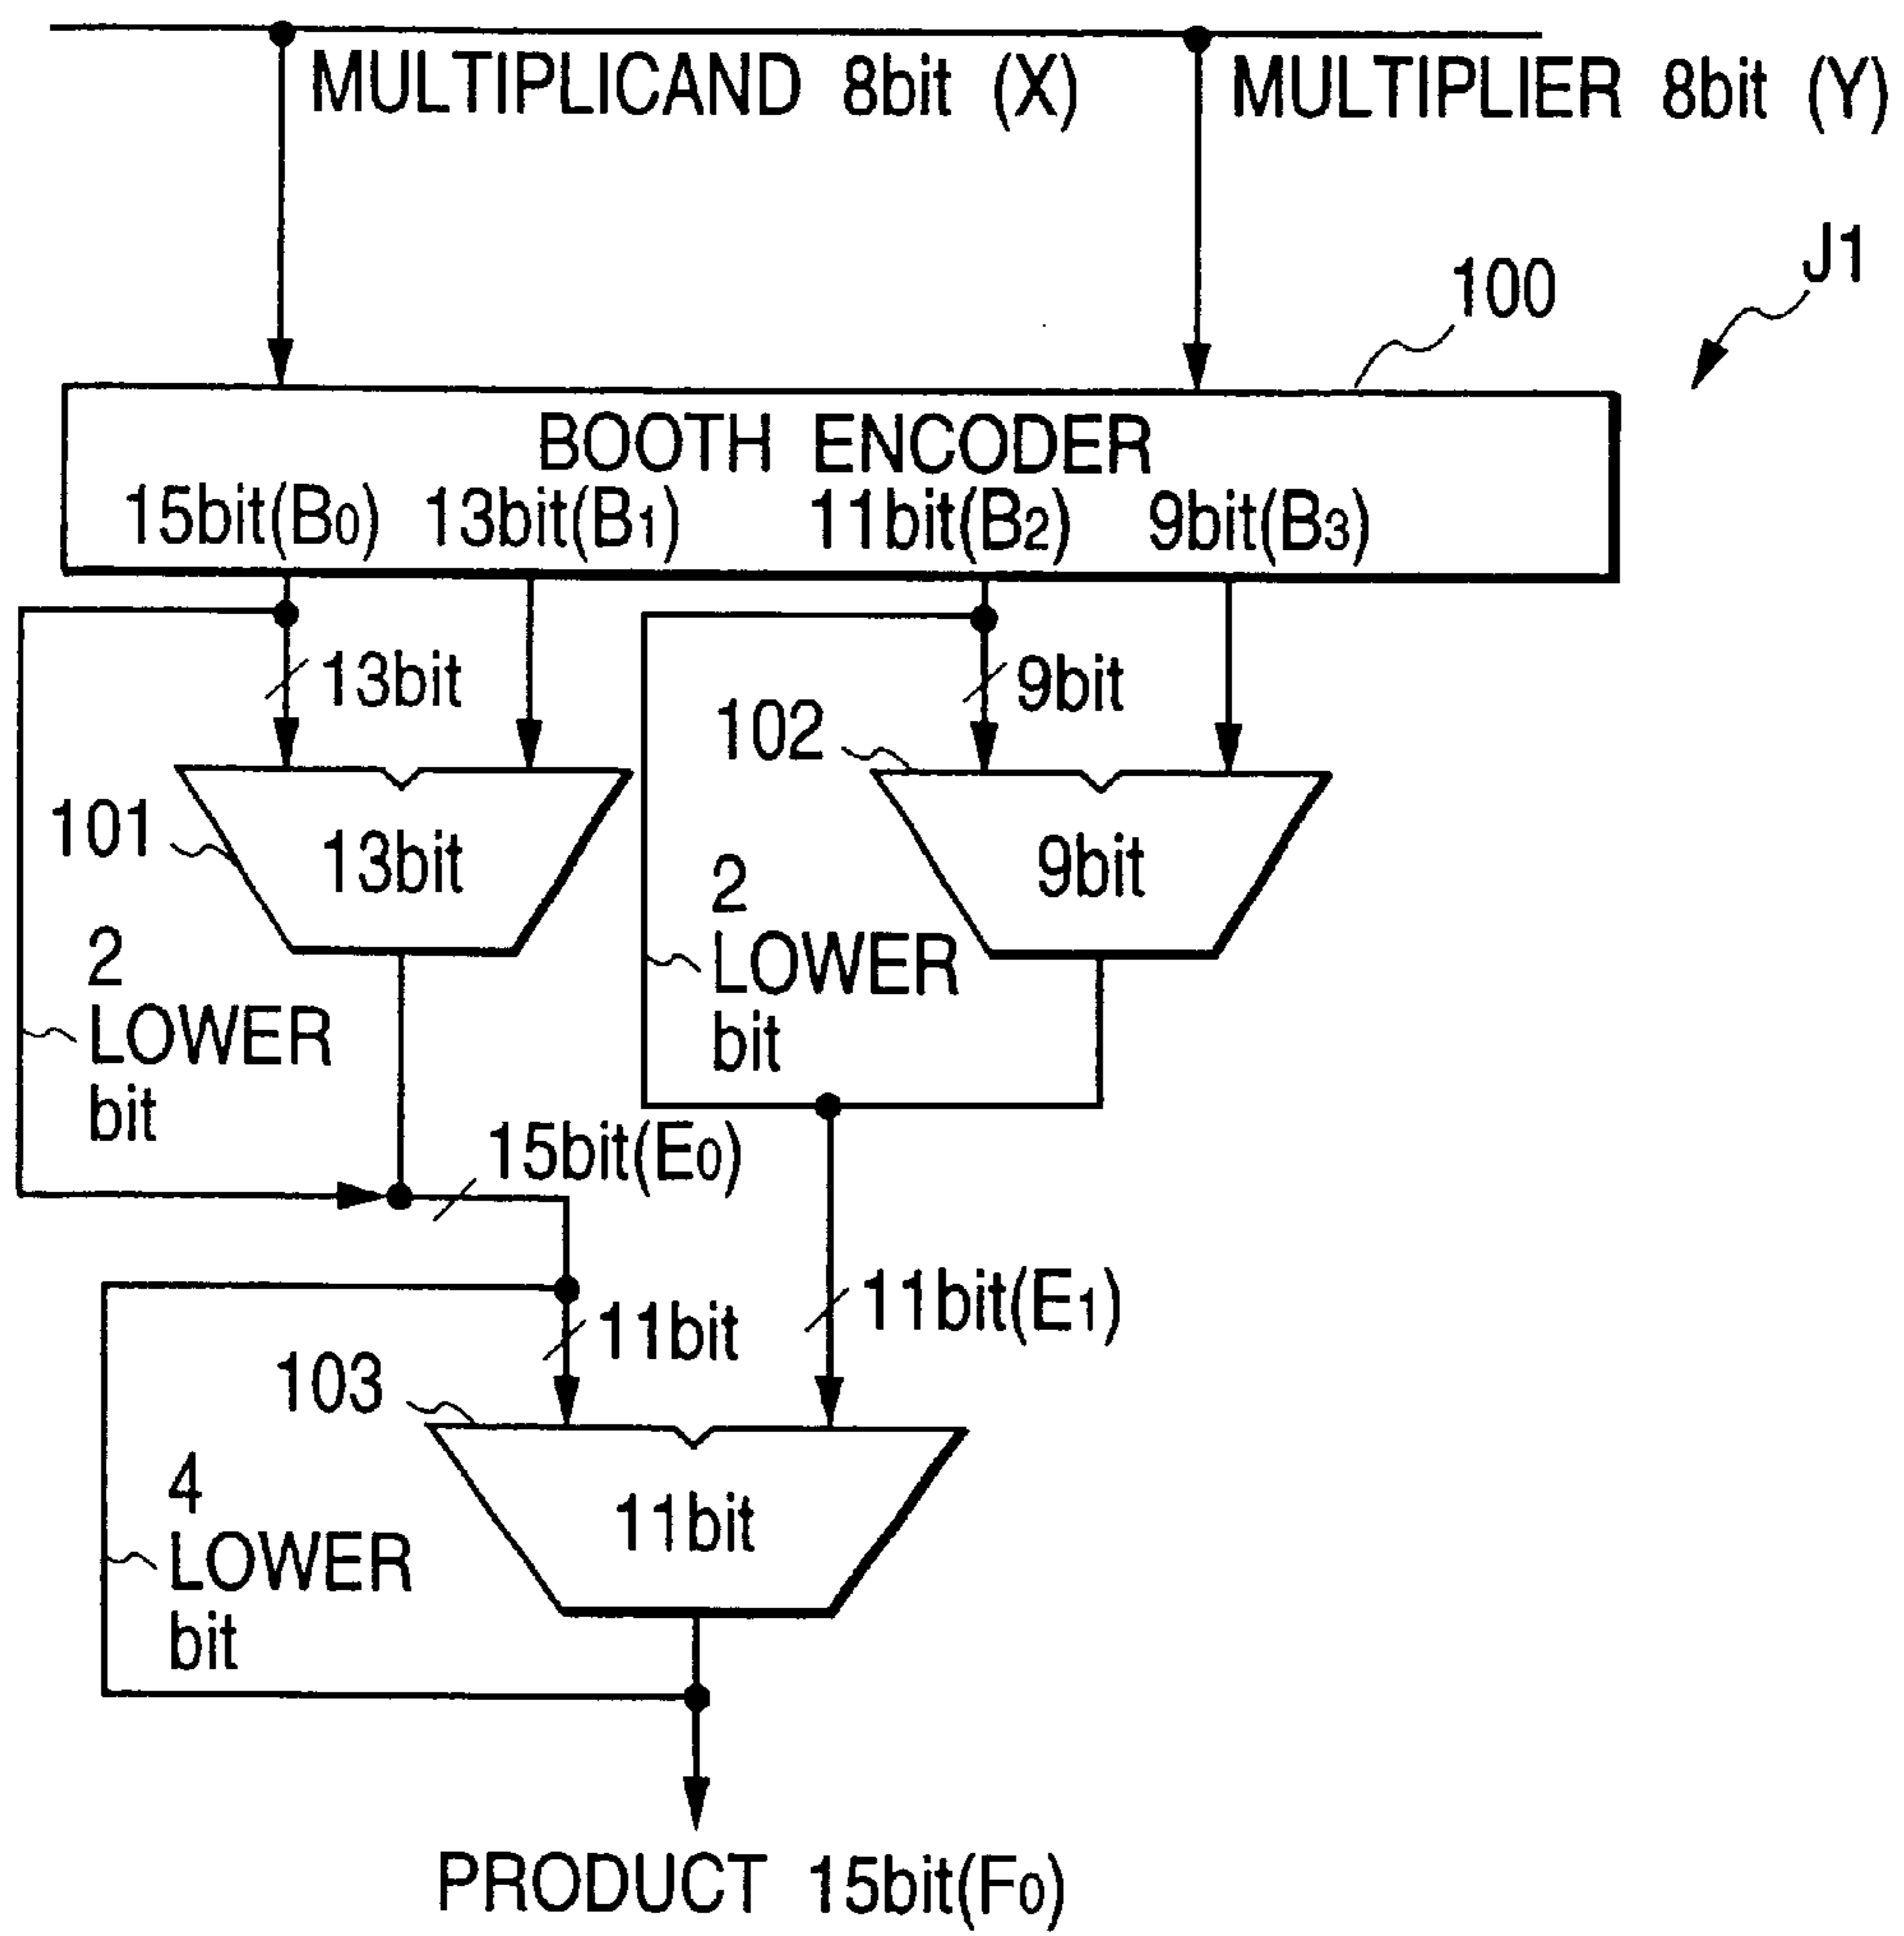 MULTIPLICAND 8bit (X)
MULTIPLIER 8bit (Y)
J1
100
BOOTH ENCODER
15bit(B0) 13bit(B1) 11bit(B2) 9bit(B3)
13bit
9bit
102
101
13bit
9bit
2
LOWER
bit
2
LOWER
bit
15bit(E0)
11bit(E1)
11bit
103
4
LOWER
bit
11bit
PRODUCT 15bit(F0)